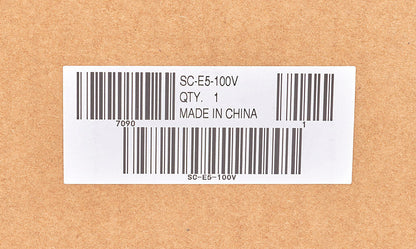 SC-E5-100V
QTY. 1
MADE IN CHINA
7090
1
SC-E5-100V